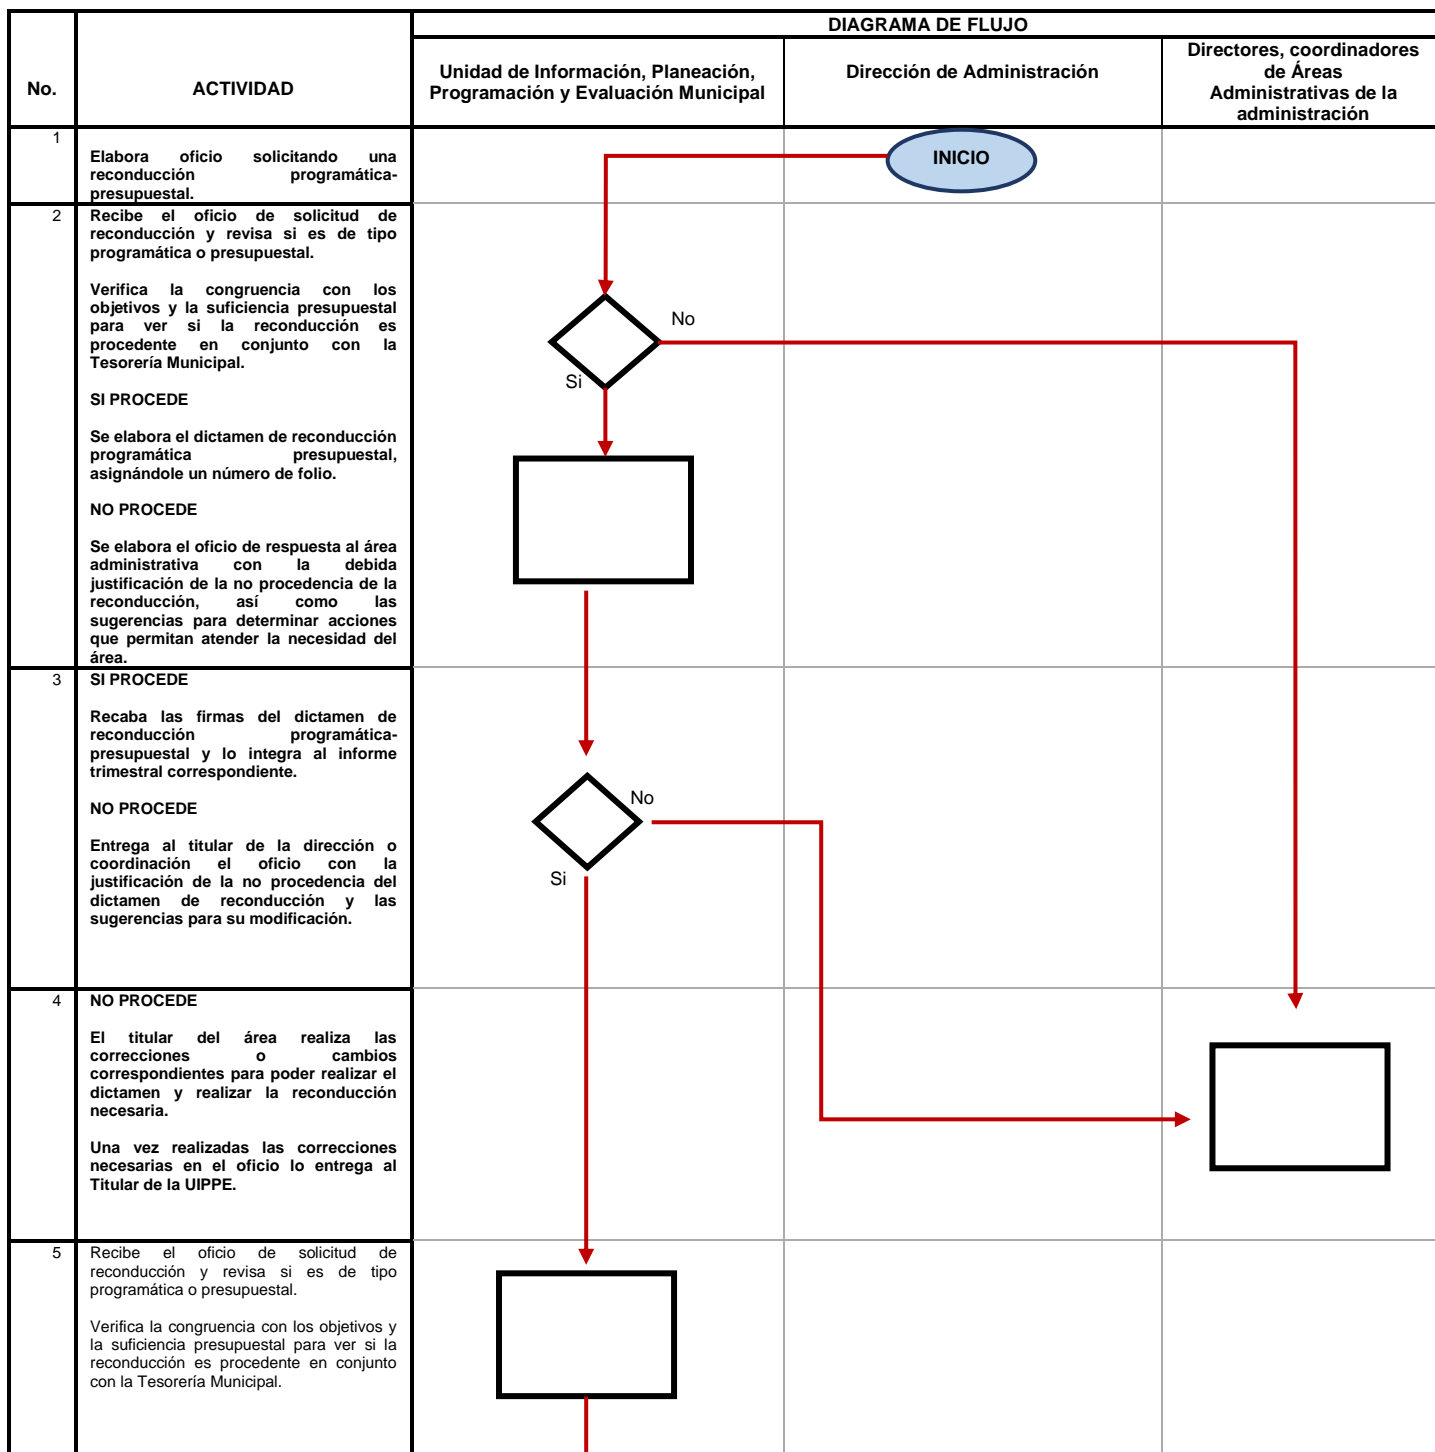 DIAGRAMA DE FLUJO
No.
ACTIVIDAD
Unidad de Información, Planeación,
Programación y Evaluación Municipal
Dirección de Administración
Directores, coordinadores
de Áreas
Administrativas de la
administración
1
Elabora oficio solicitando una
reconducción programática-
presupuestal.
INICIO
2
Recibe el oficio de solicitud de
reconducción y revisa si es de tipo
programática o presupuestal.
Verifica la congruencia con los
objetivos y la suficiencia presupuestal
para ver si la reconducción es
procedente en conjunto con la
Tesorería Municipal.
SI PROCEDE
Se elabora el dictamen de reconducción
programática presupuestal,
asignándole un número de folio.
NO PROCEDE
Se elabora el oficio de respuesta al área
administrativa con la debida
justificación de la no procedencia de la
reconducción, así como las
sugerencias para determinar acciones
que permitan atender la necesidad del
área.
No
Si
3
SI PROCEDE
Recaba las firmas del dictamen de
reconducción programática-
presupuestal y lo integra al informe
trimestral correspondiente.
NO PROCEDE
Entrega al titular de la dirección o
coordinación el oficio con la
justificación de la no procedencia del
dictamen de reconducción y las
sugerencias para su modificación.
No
Si
4
NO PROCEDE
El titular del área realiza las
correcciones o cambios
correspondientes para poder realizar el
dictamen y realizar la reconducción
necesaria.
Una vez realizadas las correcciones
necesarias en el oficio lo entrega al
Titular de la UIPPE.
5
Recibe el oficio de solicitud de
reconducción y revisa si es de tipo
programática o presupuestal.
Verifica la congruencia con los objetivos y
la suficiencia presupuestal para ver si la
reconducción es procedente en conjunto
con la Tesorería Municipal.